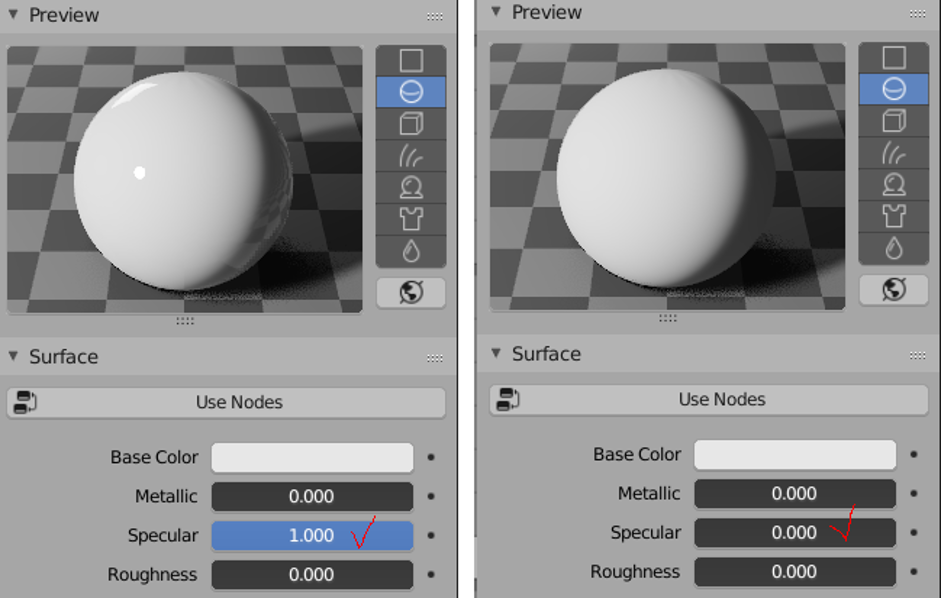 Preview
Surface
Use Nodes
Base Color
Metallic 0.000
Specular 1.000
Roughness 0.000
Preview
Surface
Use Nodes
Base Color
Metallic 0.000
Specular 0.000
Roughness 0.000